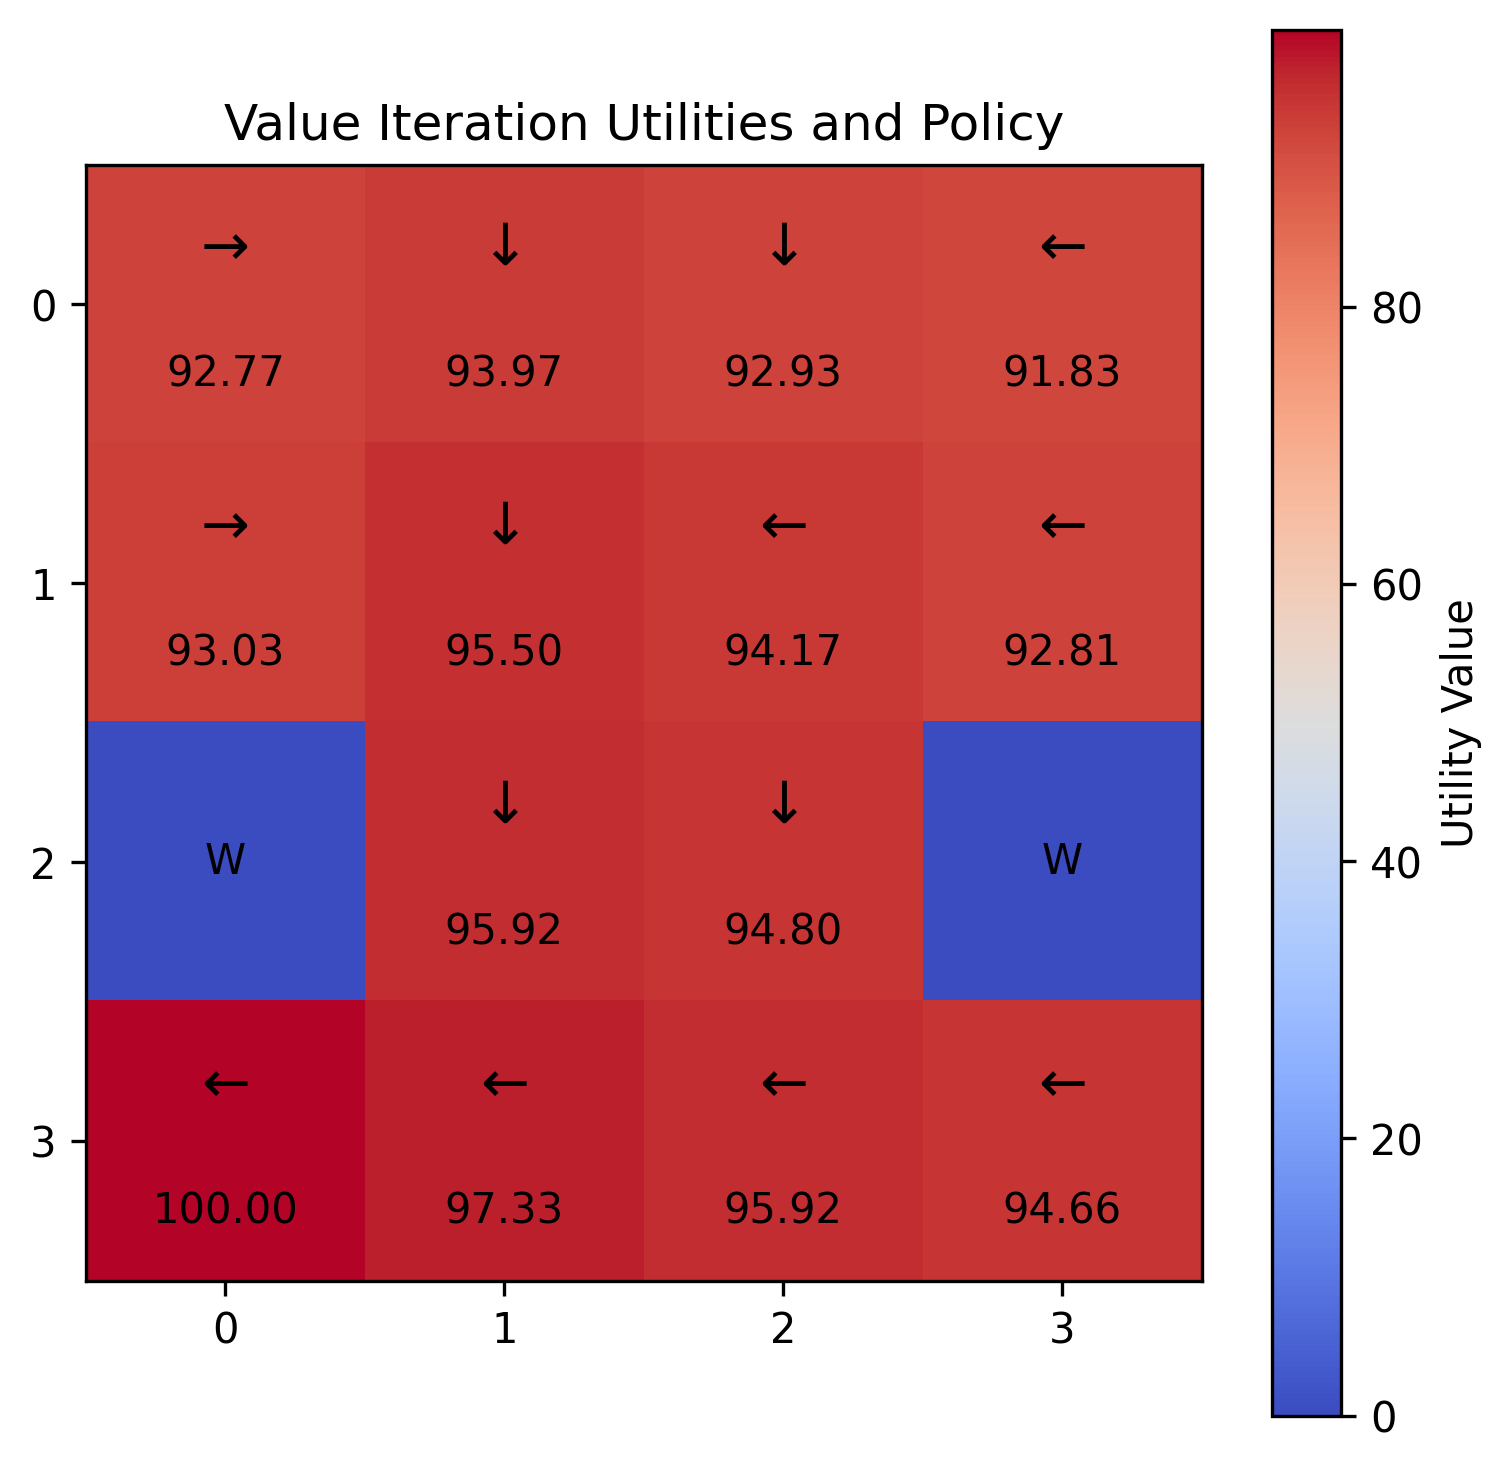 Value Iteration Utilities and Policy
0
→ ↓ ↓ ←
92.77 93.97 92.93 91.83
1
→ ↓ ← ←
93.03 95.50 94.17 92.81
2
↓ ↓
W W
95.92 94.80
3
← ← ← ←
100.00 97.33 95.92 94.66
0 1 2 3
80
60
40
20
0
Utility Value